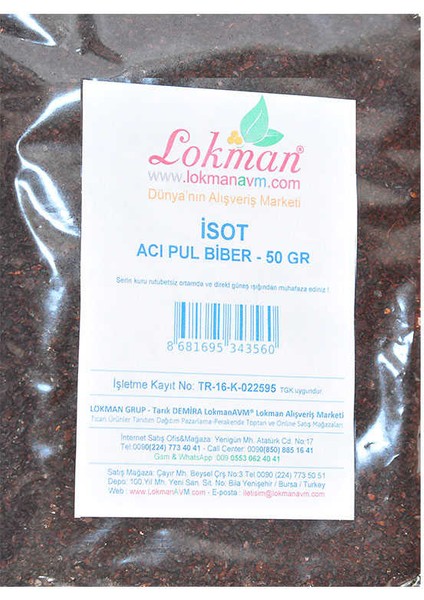 Lokman®
www.lokmanavm.com
Dünya'nın Alışveriş Marketi
İSOT
ACI PUL BİBER - 50 GR
Serin kuru rutubetsiz ortamda ve direkt güneş ışığından muhafaza ediniz !
8 681695 343560
İşletme Kayıt No: TR-16-K-022595 TGK uygundur.
LOKMAN GRUP - Tarık DEMİRA LokmanAVM® Lokman Alışveriş Marketi
Tıbbi Ürünler Tanıtım Dağıtım Pazarlama-Perakende Toptan ve Online Satış Mağazaları
İnternet Satış Ofis&Mağaza: Yenigün Mh. Atatürk Cd. No:17
Tel:0090(224) 773 40 41 - Call Center: 0090(850) 885 16 41
Gsm & WhatsApp: 009 0553 062 40 41
Satış Mağaza: Çayır Mh. Beysel Çrş No:3 Tel 0090 (224) 773 50 51
Depo: 100.Yıl Mh. Yeni San. Sit. No: Bila Yenişehir / Bursa / Turkey
Web : www.LokmanAVM.com - E-posta : iletisim@lokmanavm.com